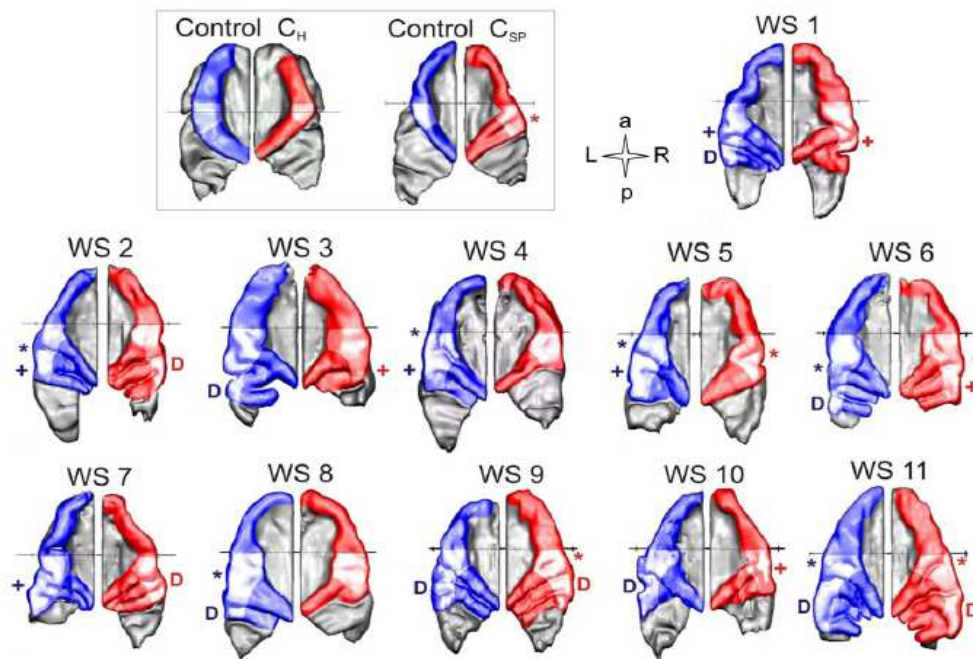 Control C_H Control C_SP WS 1
*
a
L R
p
+ +
D
WS 2 WS 3 WS 4 WS 5 WS 6
* * * *
+ D D + + * D +
* D
WS 7 WS 8 WS 9 WS 10 WS 11
+ D * D D * D D + * *
D D